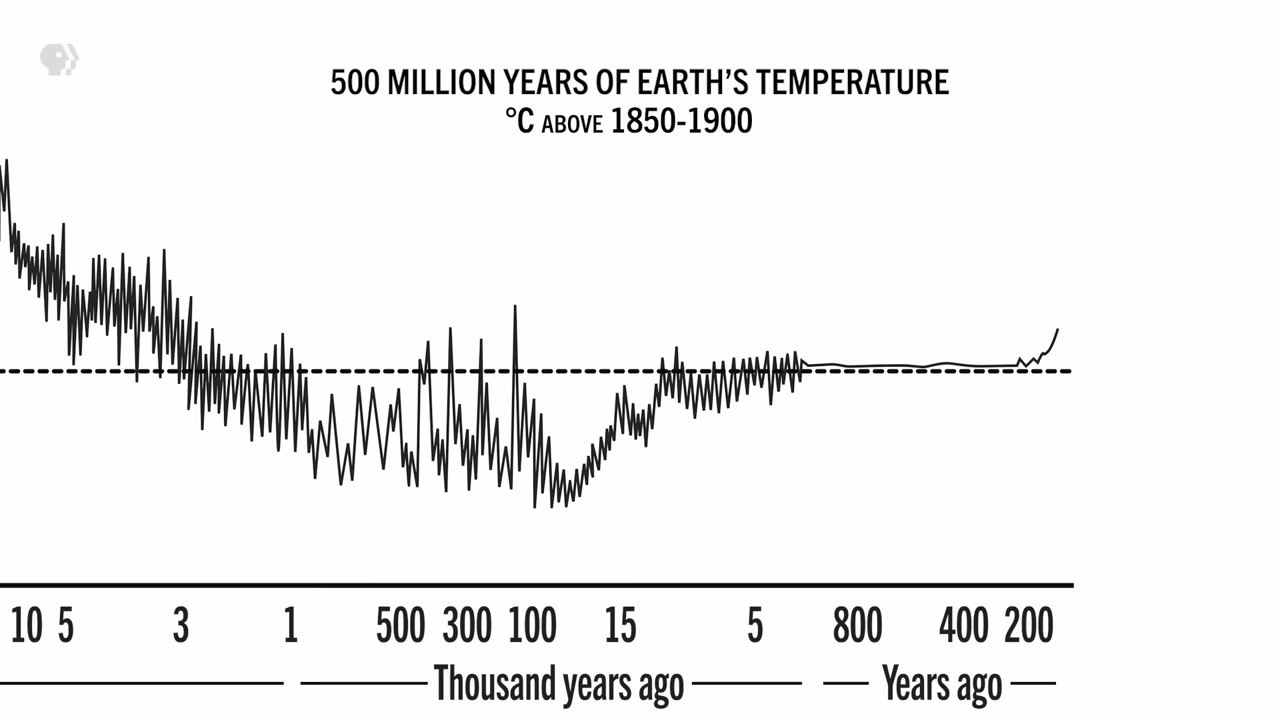 500 MILLION YEARS OF EARTH'S TEMPERATURE
°C ABOVE 1850-1900
10 5 3 1 500 300 100 15 5 800 400 200
Thousand years ago Years ago